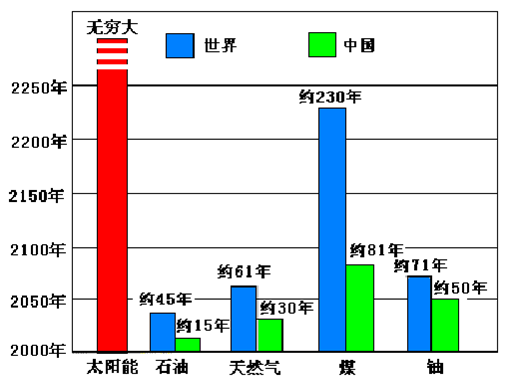 无穷大
世界
中国
2250年
2200年
2150年
2100年
2050年
2000年
约45年
约15年
约61年
约30年
约230年
约81年
约71年
约50年
太阳能
石油
天然气
煤
铀